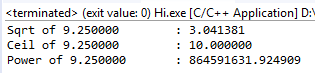 <terminated> (exit value: 0) Hi.exe [C/C++ Application] D:\
Sqrt of 9.250000 : 3.041381
Ceil of 9.250000 : 10.000000
Power of 9.250000 : 864591631.924909